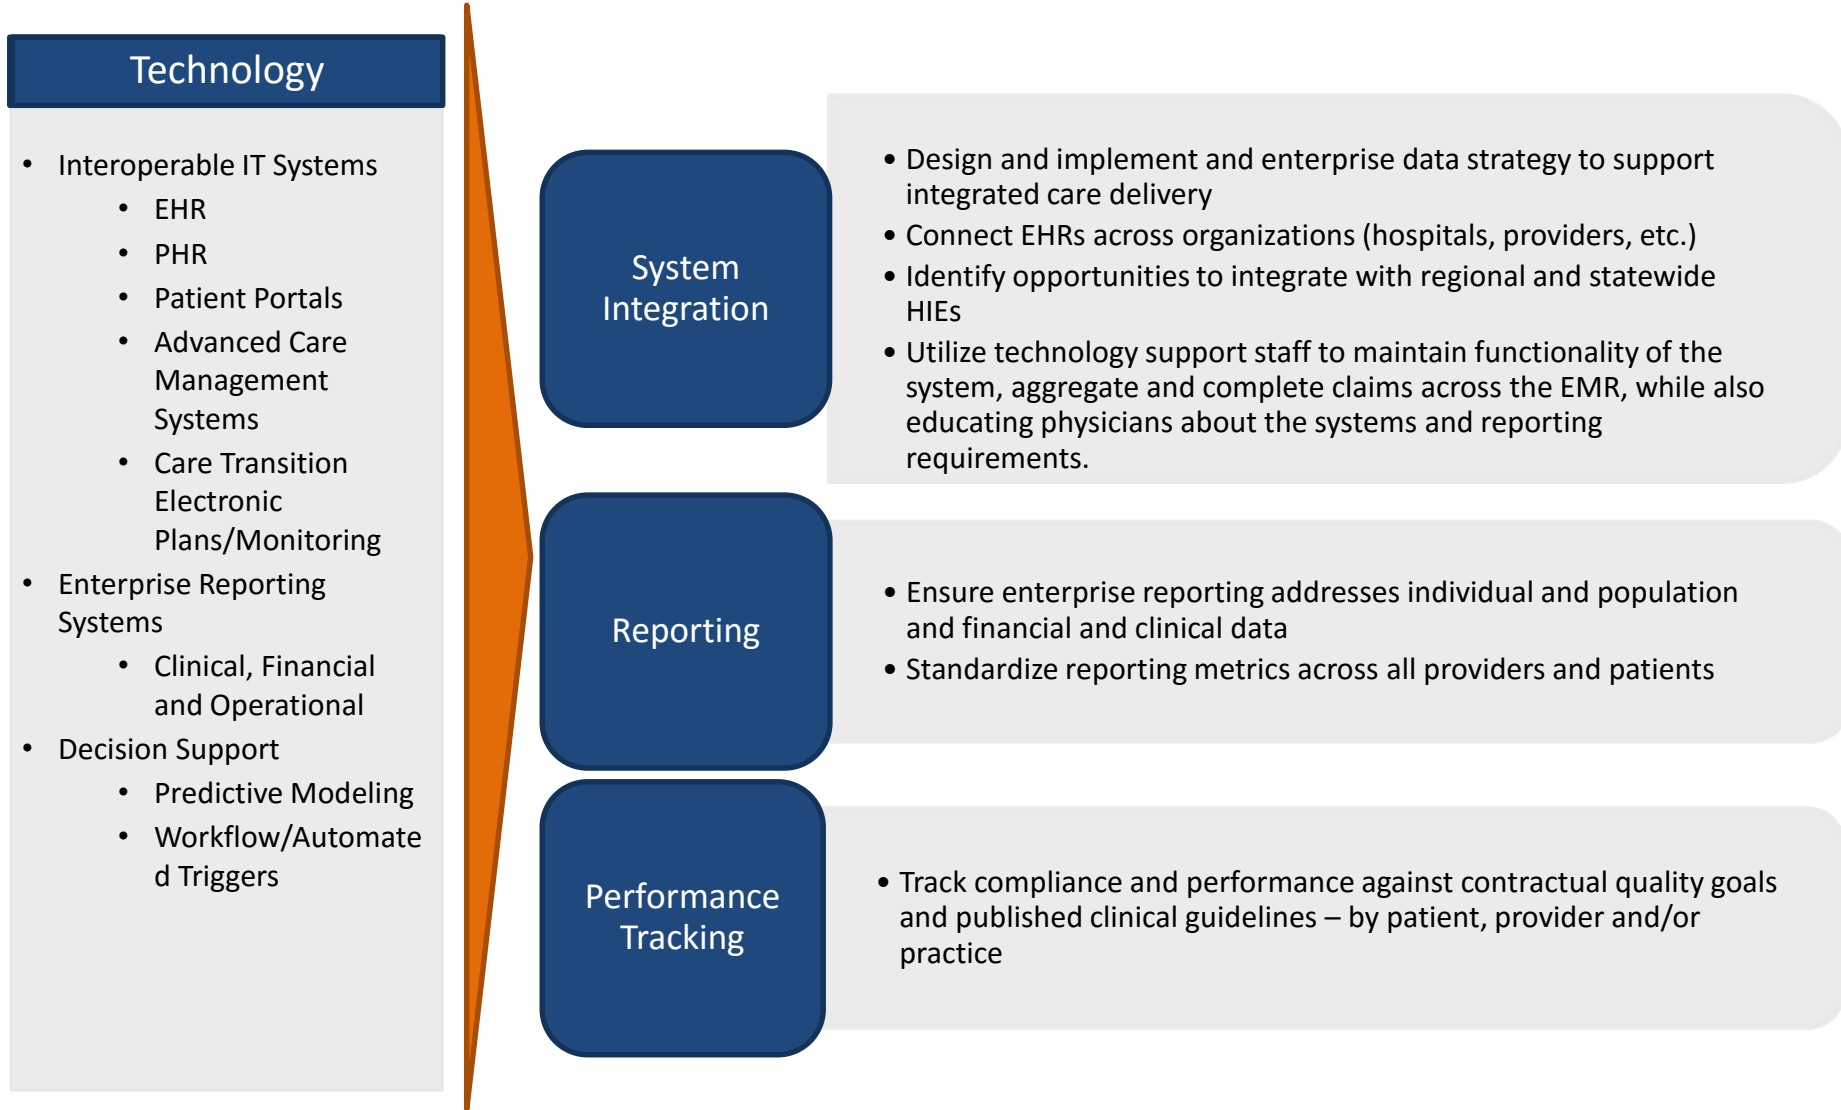 Technology
• Interoperable IT Systems
• EHR
• PHR
• Patient Portals
• Advanced Care
Management
Systems
• Care Transition
Electronic
Plans/Monitoring
• Enterprise Reporting
Systems
• Clinical, Financial
and Operational
• Decision Support
• Predictive Modeling
• Workflow/Automate
d Triggers
System
Integration
• Design and implement and enterprise data strategy to support
integrated care delivery
• Connect EHRs across organizations (hospitals, providers, etc.)
• Identify opportunities to integrate with regional and statewide
HIEs
• Utilize technology support staff to maintain functionality of the
system, aggregate and complete claims across the EMR, while also
educating physicians about the systems and reporting
requirements.
Reporting
• Ensure enterprise reporting addresses individual and population
and financial and clinical data
• Standardize reporting metrics across all providers and patients
Performance
Tracking
• Track compliance and performance against contractual quality goals
and published clinical guidelines – by patient, provider and/or
practice